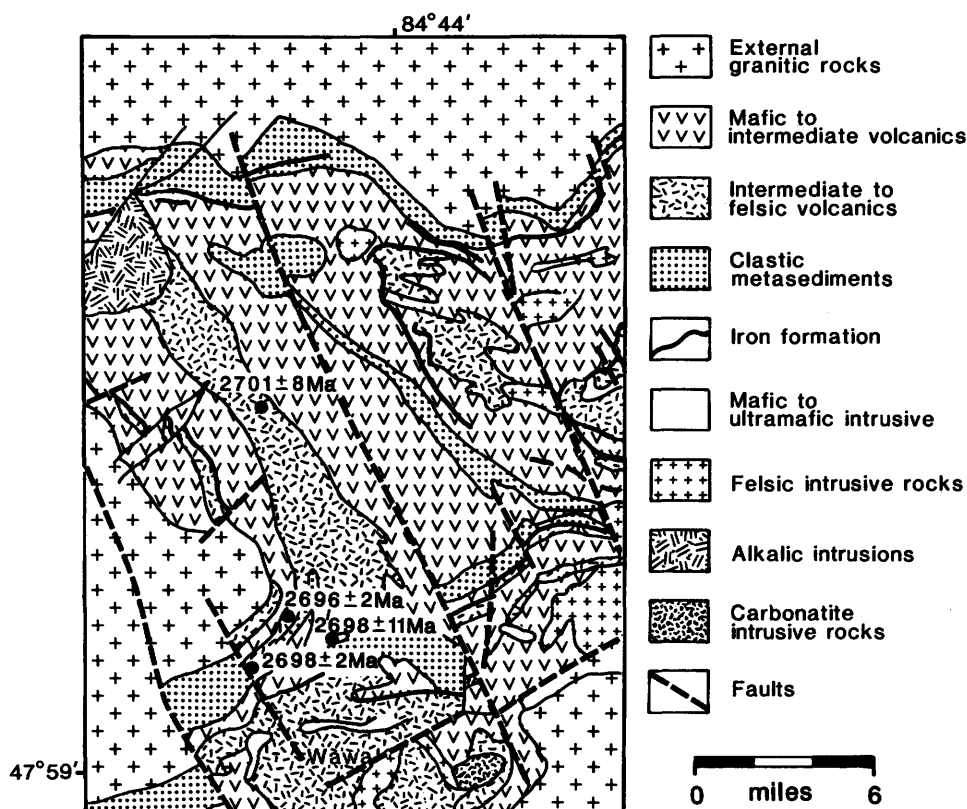 84°44′
External
granitic rocks
Mafic to
intermediate volcanics
Intermediate to
felsic volcanics
Clastic
metasediments
Iron formation
Mafic to
ultramafic intrusive
Felsic intrusive rocks
Alkalic intrusions
Carbonatite
intrusive rocks
Faults
2701±8Ma
2696±2Ma
2698±11Ma
2698±2Ma
Wawa
47°59′
0 6
miles